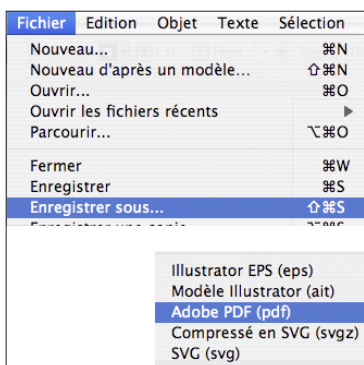 Fichier Edition Objet Texte Sélection
Nouveau... ⌘N
Nouveau d'après un modèle... ⇧⌘N
Ouvrir... ⌘O
Ouvrir les fichiers récents ▶
Parcourir... ⌥⌘O
Fermer ⌘W
Enregistrer ⌘S
Enregistrer sous... ⇧⌘S
Illustrator EPS (eps)
Modèle Illustrator (ait)
Adobe PDF (pdf)
Compressé en SVG (svgz)
SVG (svg)